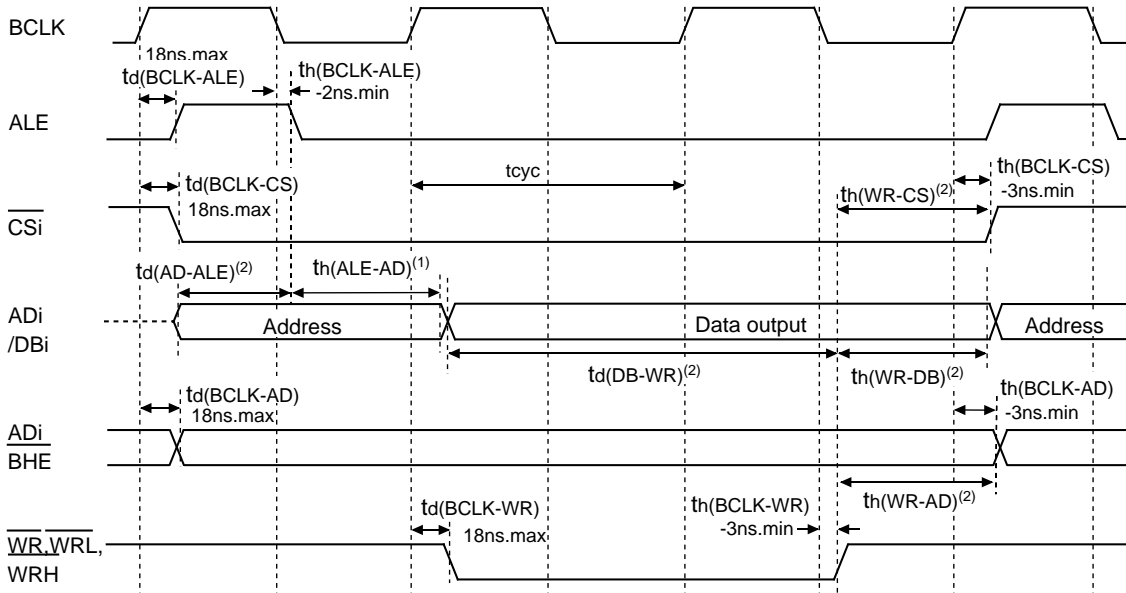 BCLK
18ns.max
td(BCLK-ALE)
th(BCLK-ALE)
-2ns.min
ALE
td(BCLK-CS)
18ns.max
tcyc
th(BCLK-CS)
-3ns.min
th(WR-CS)(2)
CSi
td(AD-ALE)(2)
th(ALE-AD)(1)
ADi
/DBi
Address
Data output
Address
td(DB-WR)(2)
th(WR-DB)(2)
td(BCLK-AD)
18ns.max
th(BCLK-AD)
-3ns.min
ADi
BHE
th(WR-AD)(2)
td(BCLK-WR)
18ns.max
th(BCLK-WR)
-3ns.min
WR,WRL,
WRH